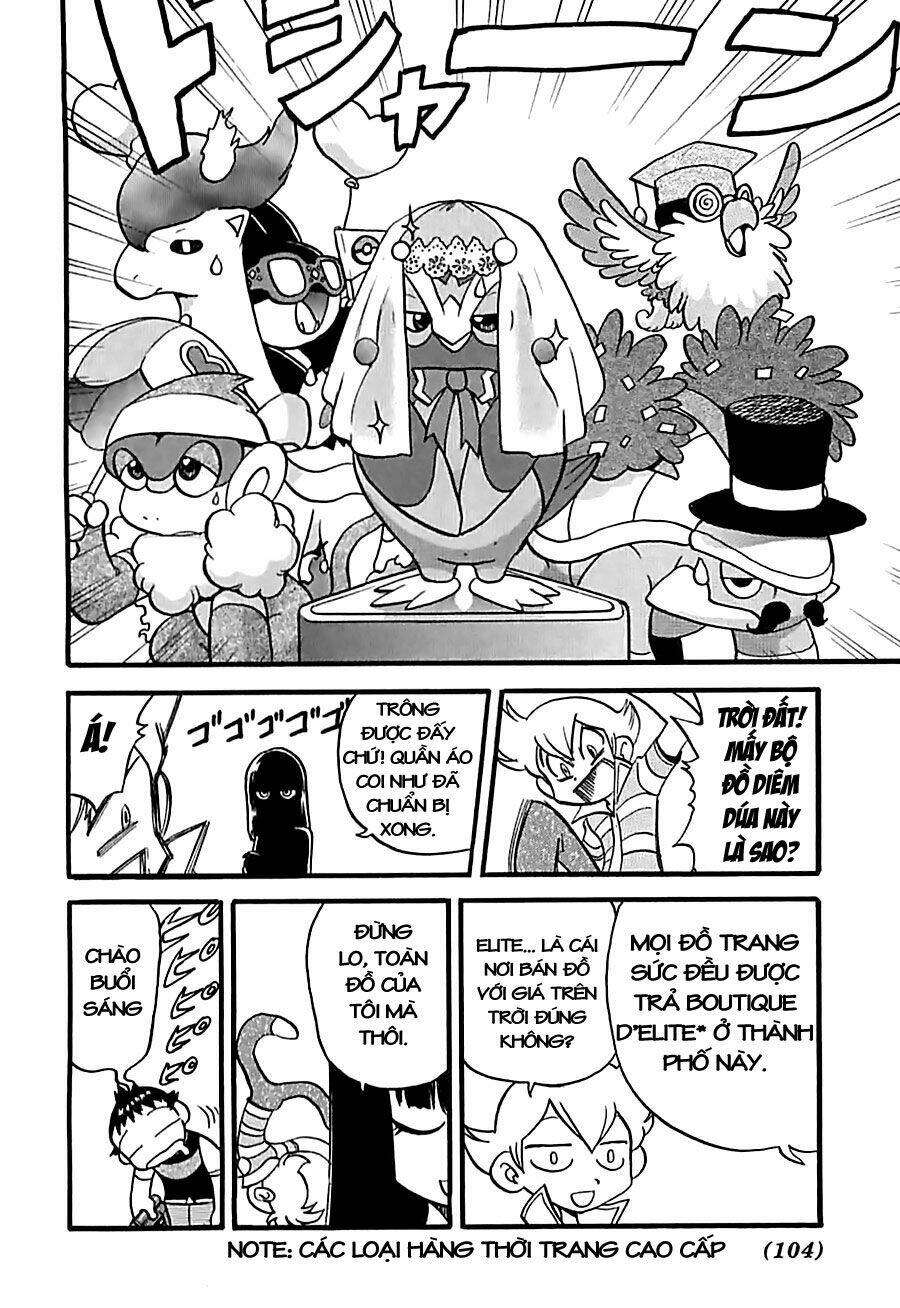 ドシャーン
TRỜI ĐẤT!
MẤY BỘ
ĐỒ DIÊM
DÚA NÀY
LÀ SAO?
TRÔNG
ĐƯỢC ĐẤY
CHỨ! QUẦN ÁO
COI NHƯ ĐÃ
CHUẨN BỊ
XONG.
ゴゴゴゴゴゴ
Á!
MỌI ĐỒ TRANG
SỨC ĐỀU ĐƯỢC
TRẢ BOUTIQUE
D'ELITE* Ở THÀNH
PHỐ NÀY.
ELITE... LÀ CÁI
NƠI BÁN ĐỒ
VỚI GIÁ TRÊN
TRỜI ĐÚNG
KHÔNG?
ĐỪNG
LO, TOÀN
ĐỒ CỦA
TÔI MÀ
THÔI.
CHÀO
BUỔI
SÁNG
NOTE: CÁC LOẠI HÀNG THỜI TRANG CAO CẤP (104)